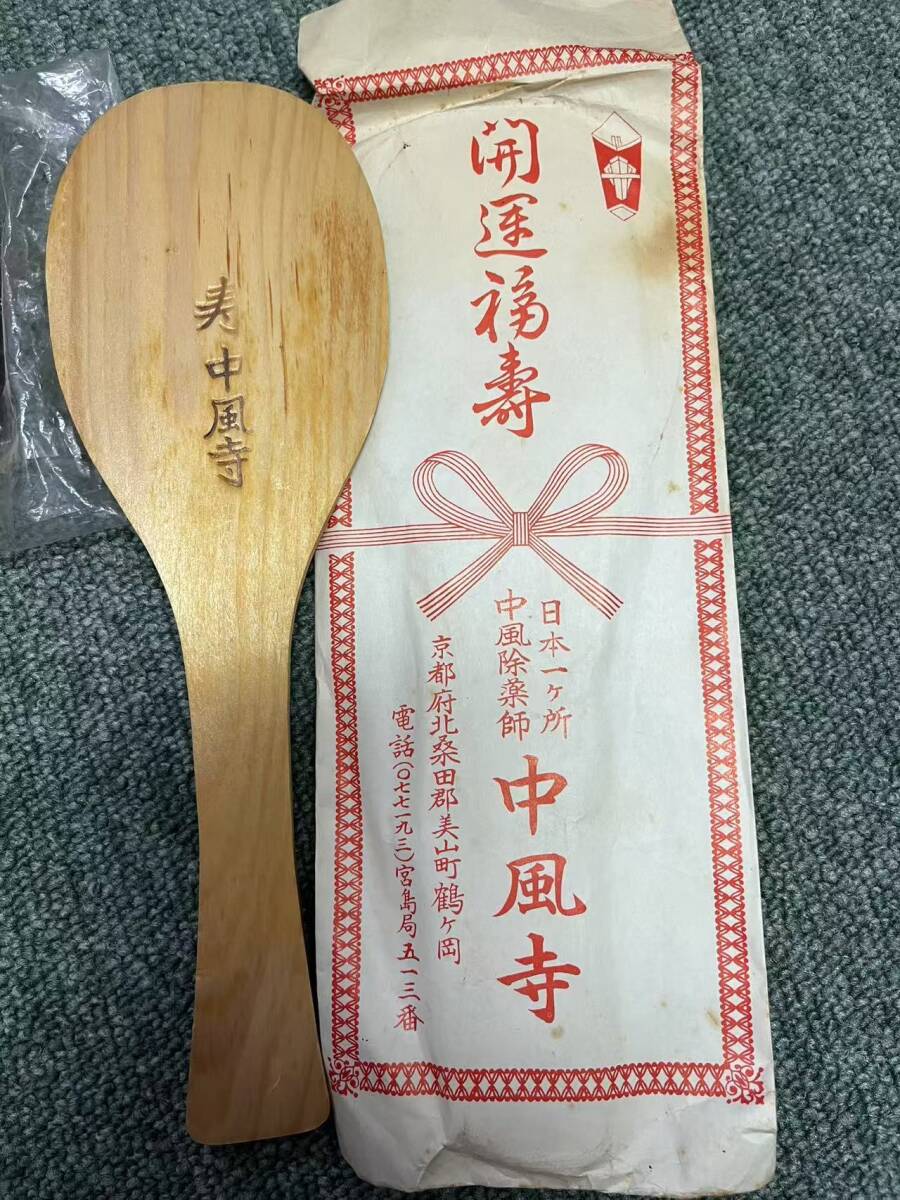 寿
中風寺
開運福壽
日本一ヶ所
中風除薬師
中風寺
京都府北桑田郡美山町鶴ヶ岡
電話(〇七七一九三)宮島局五一三番